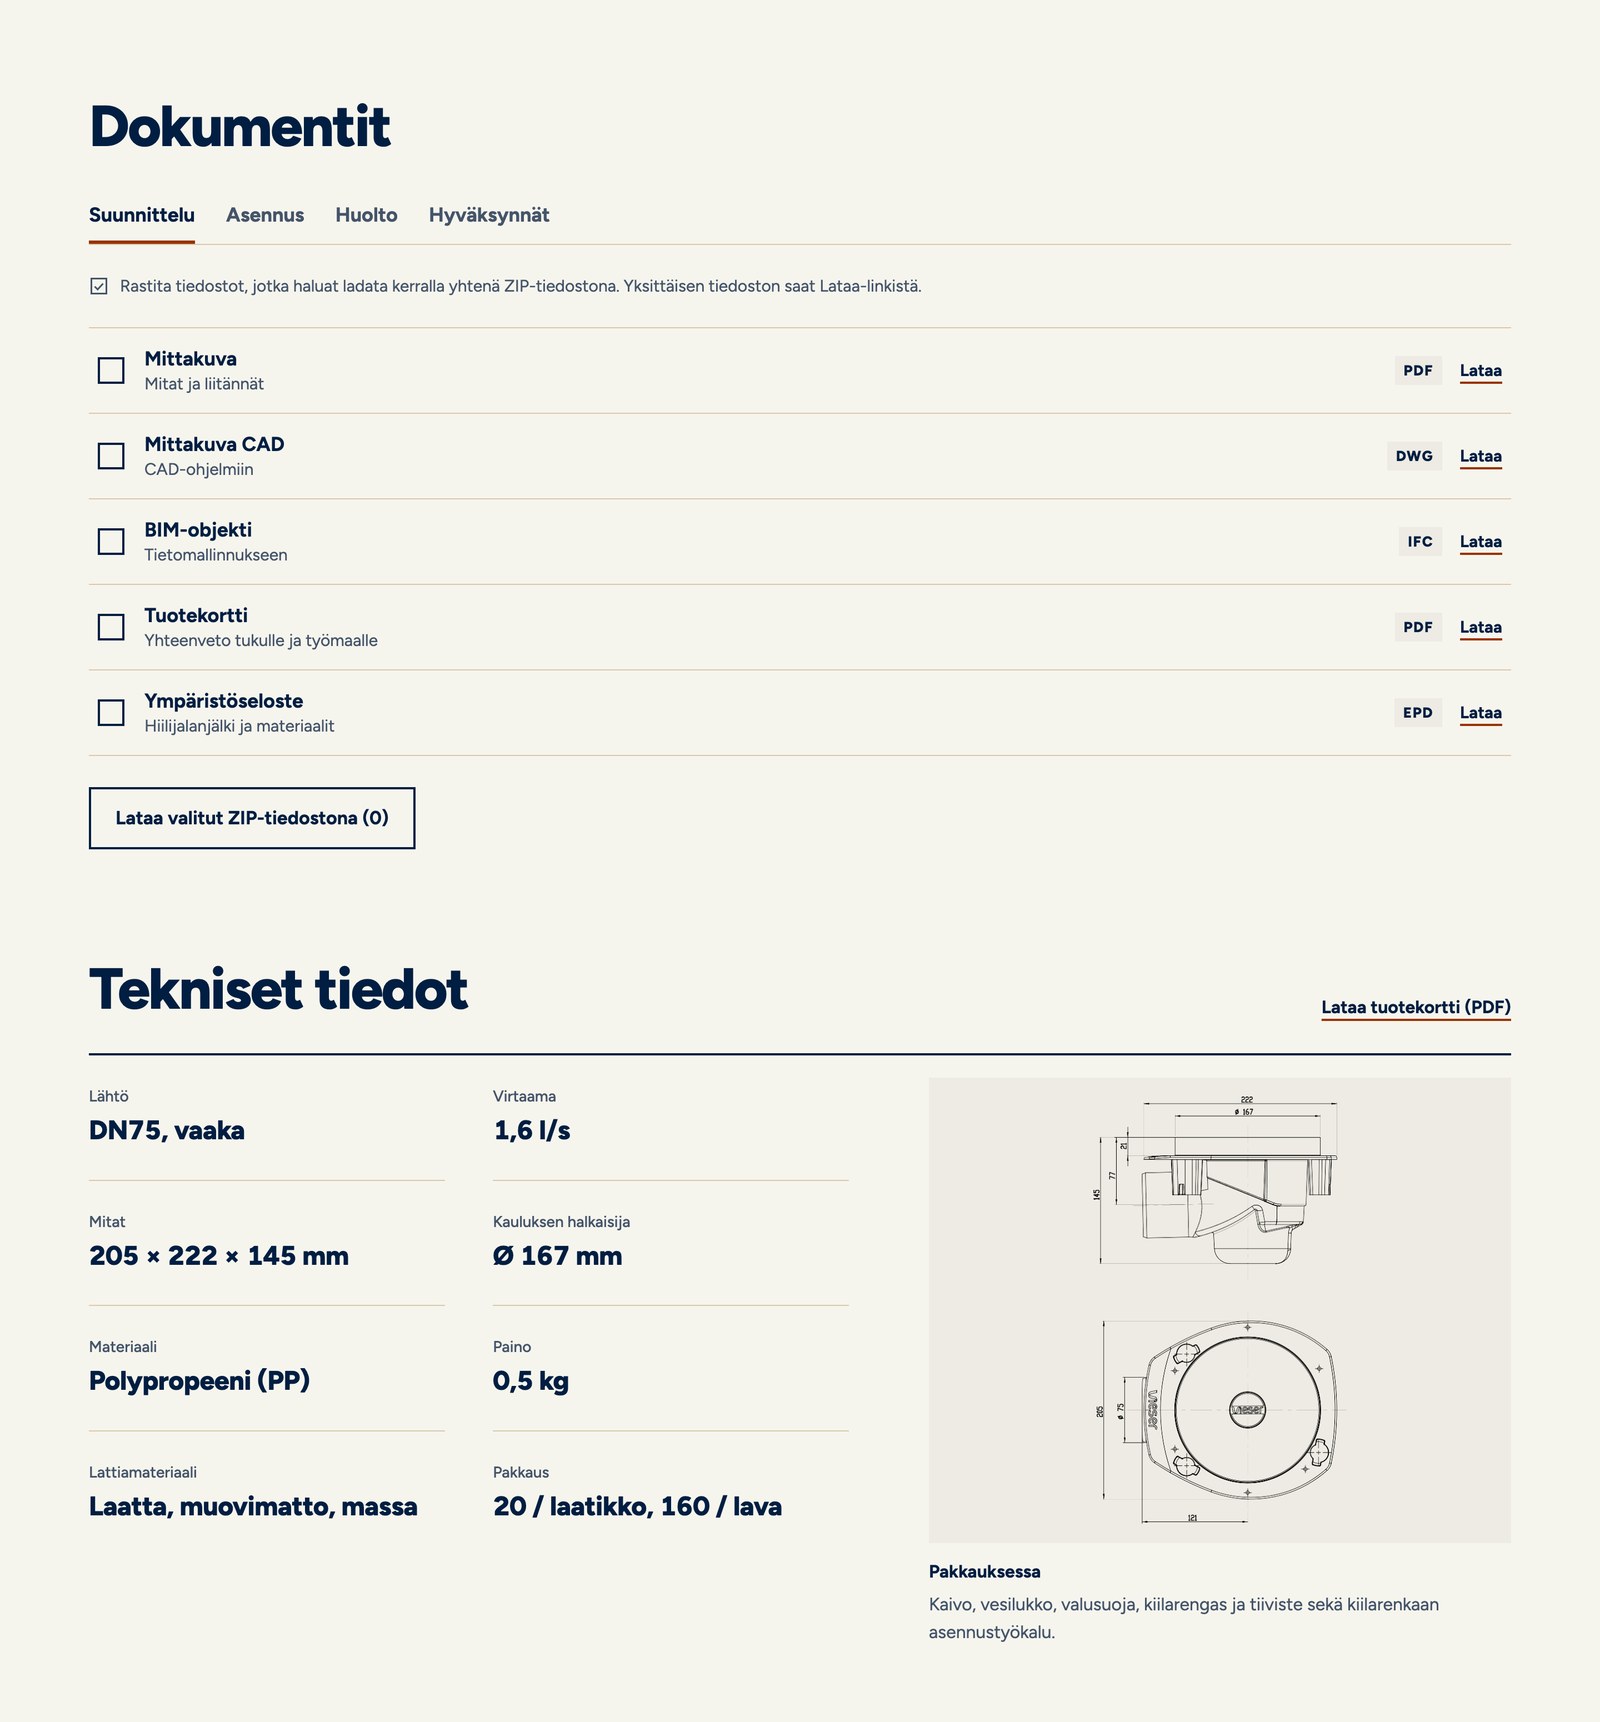 Dokumentit
Suunnittelu Asennus Huolto Hyväksynnät
Rastita tiedostot, jotka haluat ladata kerralla yhtenä ZIP-tiedostona. Yksittäisen tiedoston saat Lataa-linkistä.
Mittakuva
Mitat ja liitännät
PDF Lataa
Mittakuva CAD
CAD-ohjelmiin
DWG Lataa
BIM-objekti
Tietomallinnukseen
IFC Lataa
Tuotekortti
Yhteenveto tukulle ja työmaalle
PDF Lataa
Ympäristöseloste
Hiilijalanjälki ja materiaalit
EPD Lataa
Lataa valitut ZIP-tiedostona (0)
Tekniset tiedot
Lataa tuotekortti (PDF)
Lähtö
DN75, vaaka
Virtaama
1,6 l/s
Mitat
205 × 222 × 145 mm
Kauluksen halkaisija
Ø 167 mm
Materiaali
Polypropeeni (PP)
Paino
0,5 kg
Lattiamateriaali
Laatta, muovimatto, massa
Pakkaus
20 / laatikko, 160 / lava
222
Ø 167
21
77
145
205
Ø 75
vieser
vieser
121
Pakkauksessa
Kaivo, vesilukko, valusuoja, kiilarengas ja tiiviste sekä kiilarenkaan
asennustyökalu.